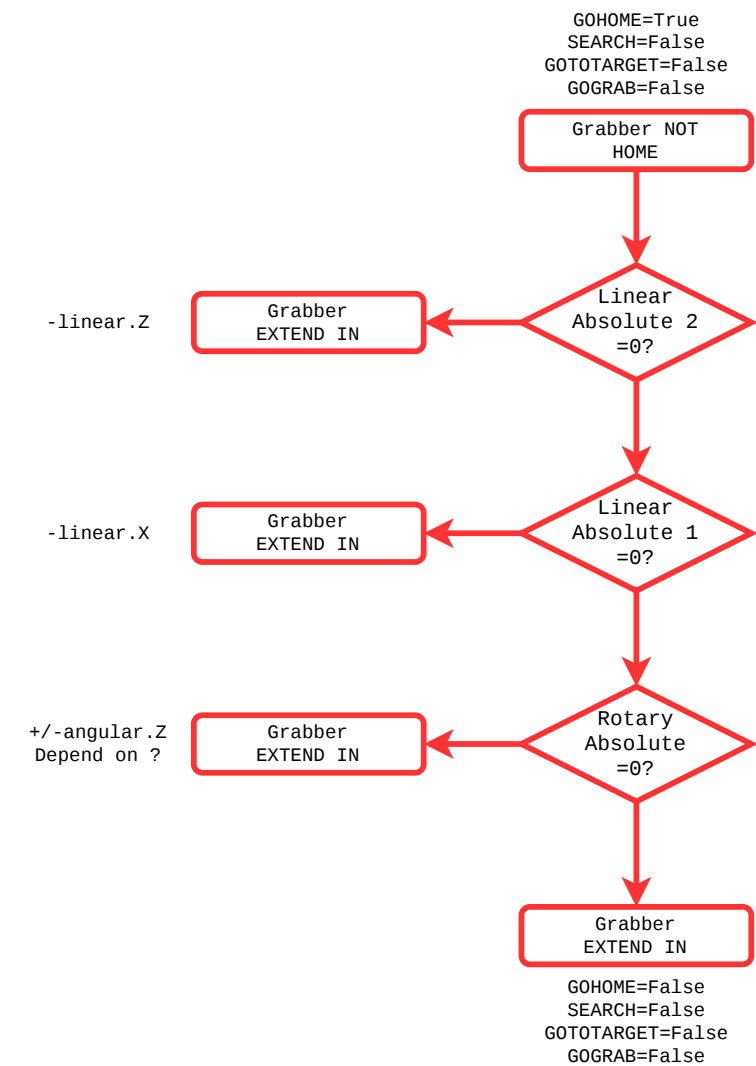 GOHOME=True
SEARCH=False
GOTOTARGET=False
GOGRAB=False
Grabber NOT
HOME
Linear
Absolute 2
=0?
Grabber
EXTEND IN
-linear.Z
Linear
Absolute 1
=0?
Grabber
EXTEND IN
-linear.X
Rotary
Absolute
=0?
Grabber
EXTEND IN
+/-angular.Z
Depend on ?
Grabber
EXTEND IN
GOHOME=False
SEARCH=False
GOTOTARGET=False
GOGRAB=False